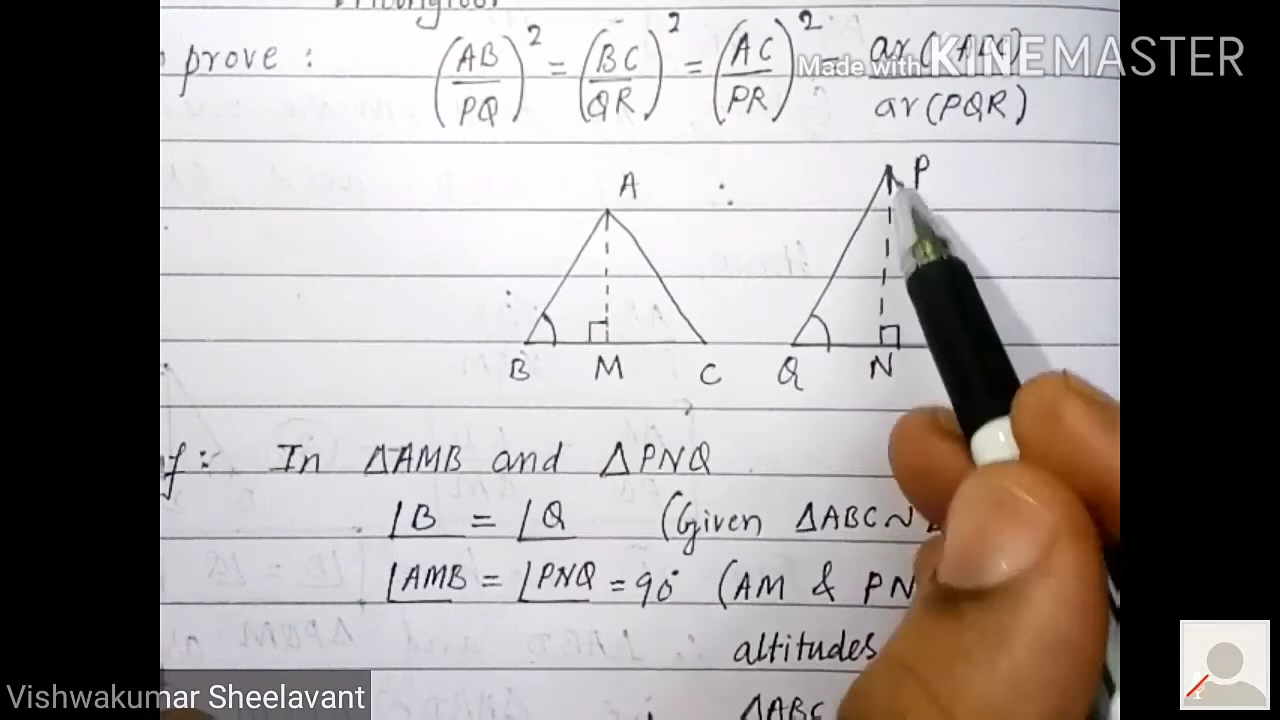 prove : (AB/PQ)² = (BC/QR)² = (AC/PR)² = ar(ABC)/ar(PQR)
Made with KINEMASTER
A P
B M C Q N
In ΔAMB and ΔPNQ
∠B = ∠Q (Given ΔABC ~
∠AMB = ∠PNQ = 90° (AM & PN
altitudes
ΔABC
Vishwakumar Sheelavant